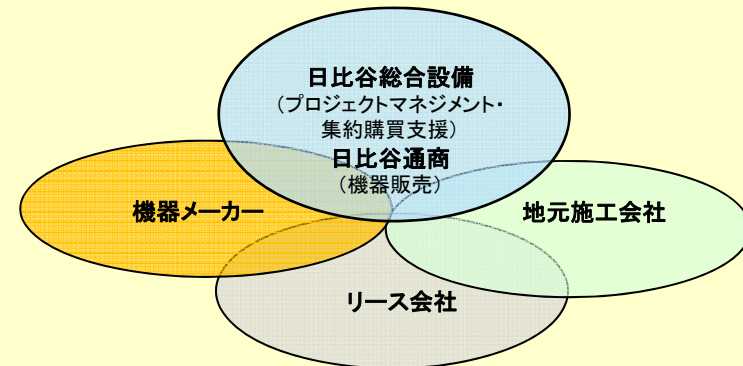 日比谷総合設備
（プロジェクトマネジメント・
集約購買支援）
日比谷通商
（機器販売）
機器メーカー
地元施工会社
リース会社